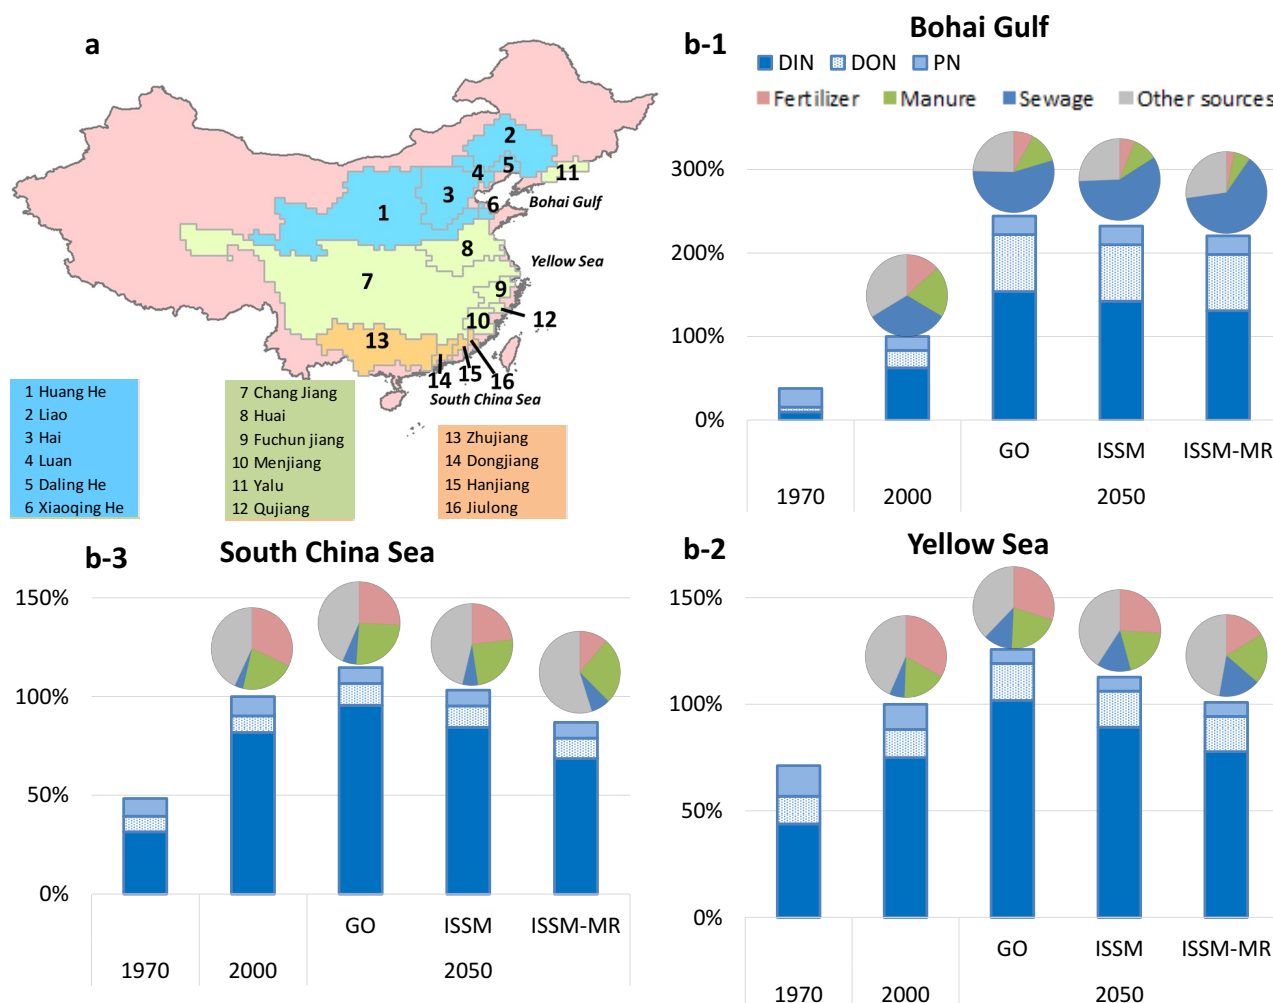 a
2
5
4
11
3
6
Bohai Gulf
1
8
Yellow Sea
7
9
12
10
13
14
15
16
South China Sea
1 Huang He
2 Liao
3 Hai
4 Luan
5 Daling He
6 Xiaoqing He
7 Chang Jiang
8 Huai
9 Fuchun jiang
10 Menjiang
11 Yalu
12 Qujiang
13 Zhujiang
14 Dongjiang
15 Hanjiang
16 Jiulong
b-1
Bohai Gulf
DIN DON PN
Fertilizer Manure Sewage Other sources
300%
200%
100%
0%
GO ISSM ISSM-MR
1970 2000 2050
b-3
South China Sea
150%
100%
50%
0%
GO ISSM ISSM-MR
1970 2000 2050
b-2
Yellow Sea
150%
100%
50%
0%
GO ISSM ISSM-MR
1970 2000 2050